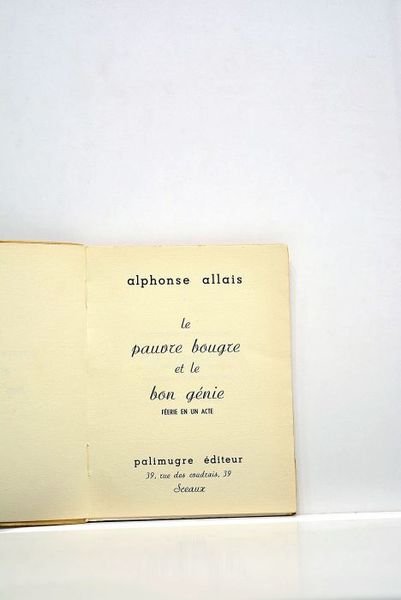 alphonse allais
le
pauvre bougre
et le
bon génie
FÉERIE EN UN ACTE
palimugre éditeur
39, rue des coudrais, 39
Sceaux